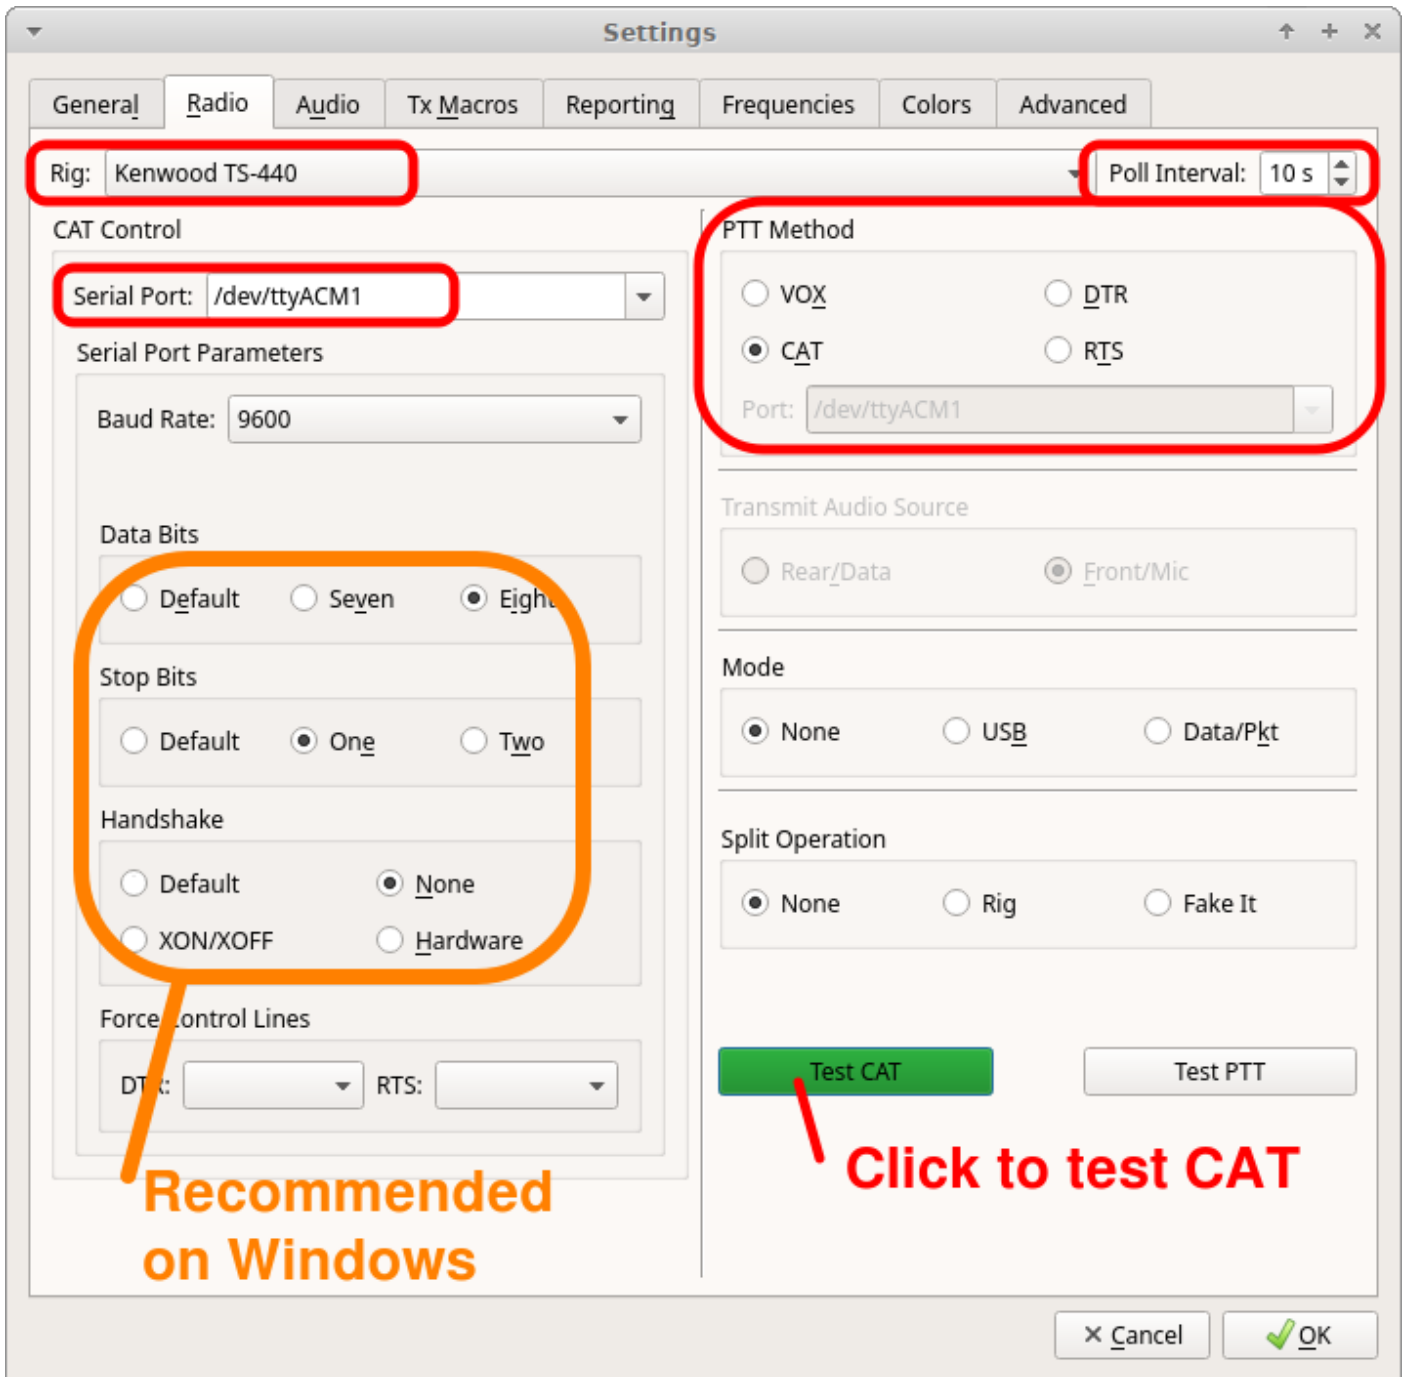 Settings
General Radio Audio Tx Macros Reporting Frequencies Colors Advanced
Rig: Kenwood TS-440 Poll Interval: 10 s
CAT Control
Serial Port: /dev/ttyACM1
Serial Port Parameters
Baud Rate: 9600
Data Bits
Default Seven Eight
Stop Bits
Default One Two
Handshake
Default None
XON/XOFF Hardware
Force Control Lines
DTR: RTS:
Recommended
on Windows
PTT Method
VOX DTR
CAT RTS
Port: /dev/ttyACM1
Transmit Audio Source
Rear/Data Front/Mic
Mode
None USB Data/Pkt
Split Operation
None Rig Fake It
Test CAT Test PTT
Click to test CAT
Cancel OK